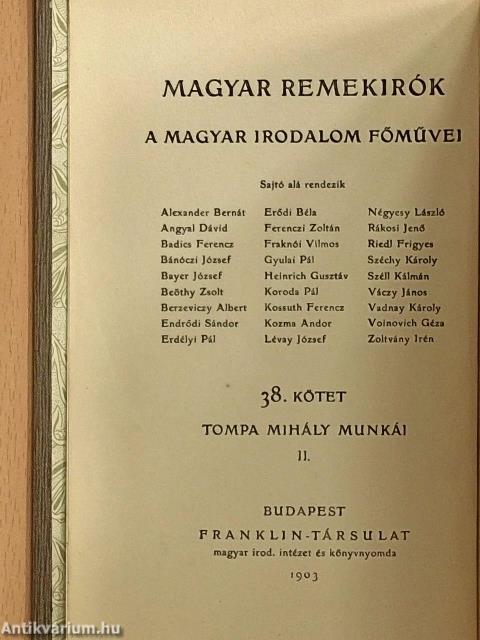 MAGYAR REMEKIRÓK
A MAGYAR IRODALOM FŐMŰVEI
Sajtó alá rendezik
Alexander Bernát Erődi Béla Négyesy László
Angyal Dávid Ferenczi Zoltán Rákosi Jenő
Badics Ferencz Fraknói Vilmos Riedl Frigyes
Bánóczi József Gyulai Pál Széchy Károly
Bayer József Heinrich Gusztáv Széll Kálmán
Beöthy Zsolt Koroda Pál Váczy János
Berzeviczy Albert Kossuth Ferencz Vadnay Károly
Endrődi Sándor Kozma Andor Voinovich Géza
Erdélyi Pál Lévay József Zoltvány Irén
38. KÖTET
TOMPA MIHÁLY MUNKÁI
II.
BUDAPEST
FRANKLIN-TÁRSULAT
magyar irod. intézet és könyvnyomda
1903
Antikvarium.hu